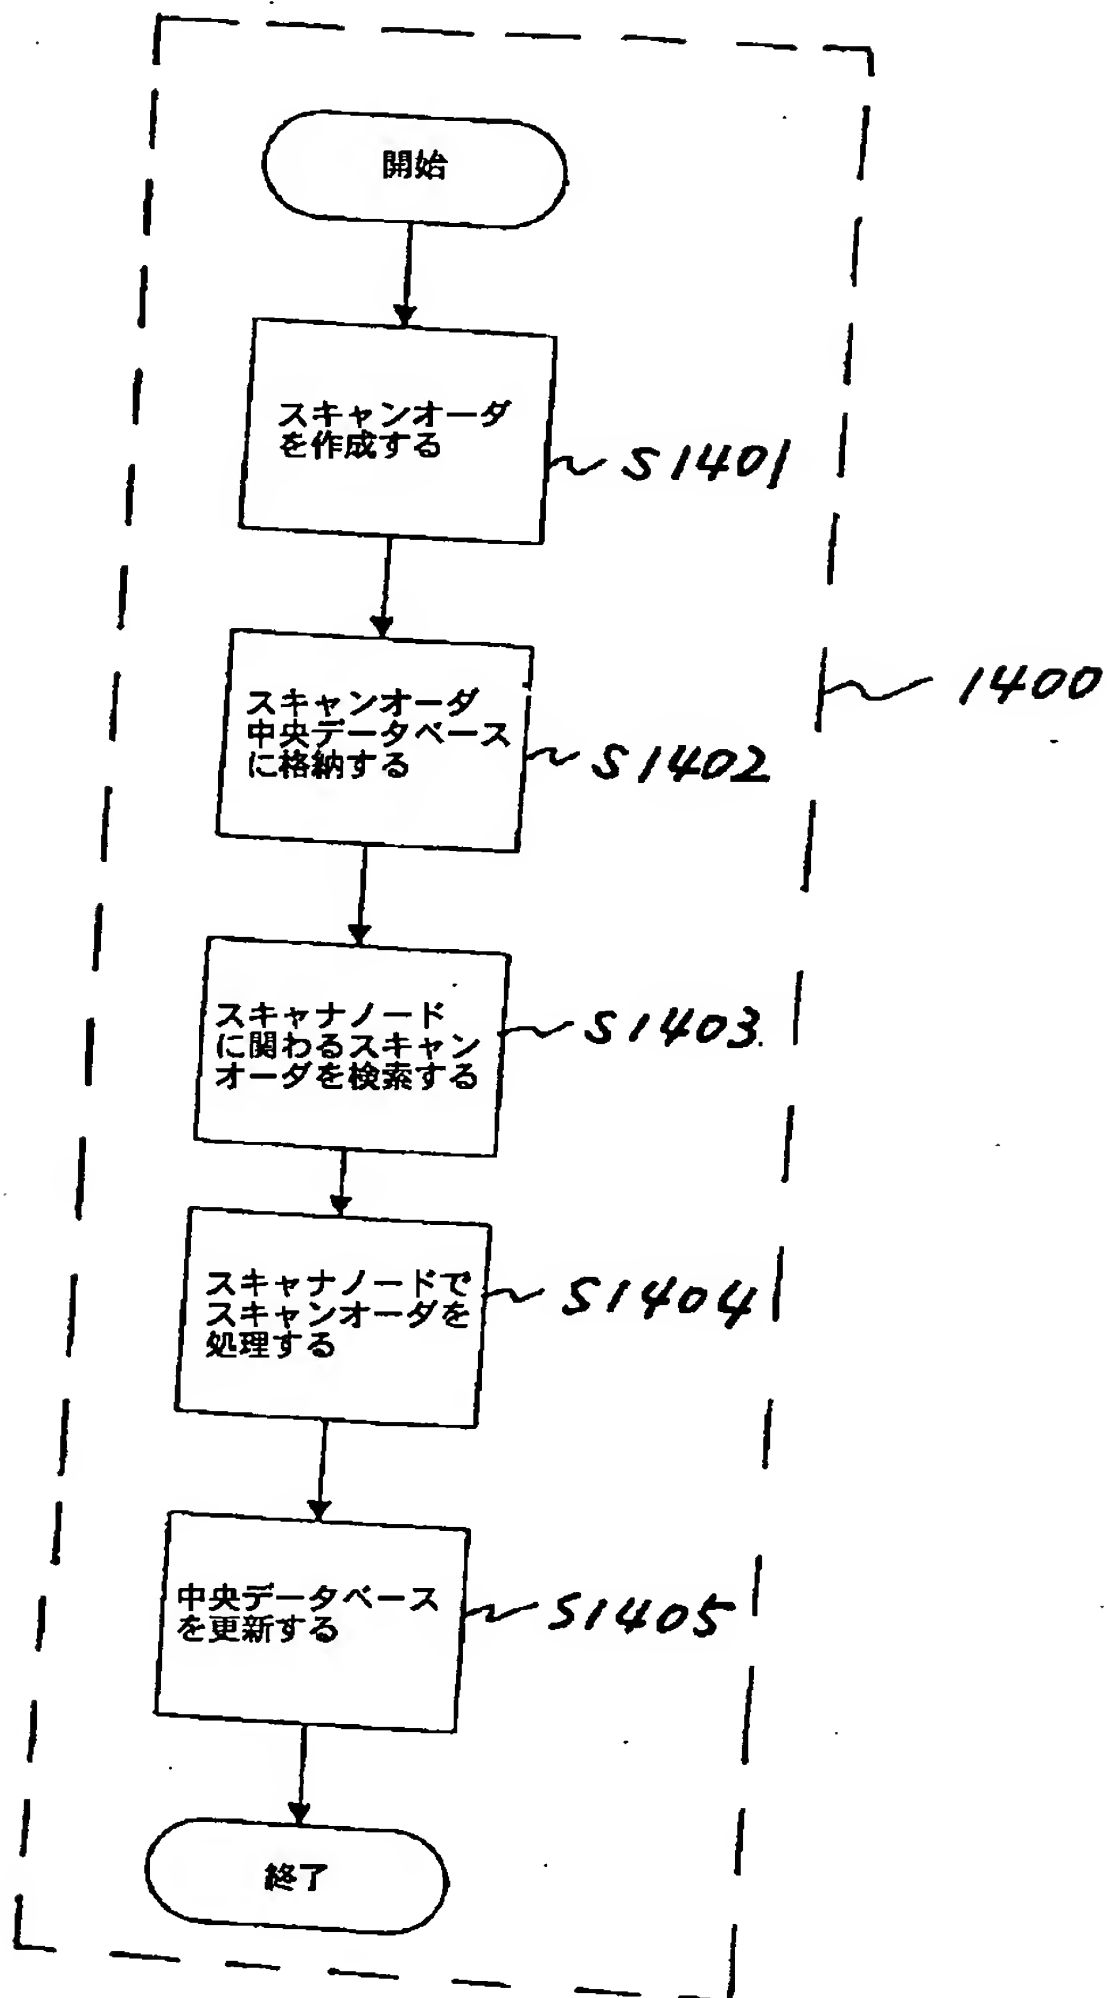 開始
スキャンオーダ
を作成する
S1401
1400
スキャンオーダ
中央データベース
に格納する
S1402
スキャナノード
に関わるスキャン
オーダを検索する
S1403
スキャナノードで
スキャンオーダを
処理する
S1404
中央データベース
を更新する
S1405
終了